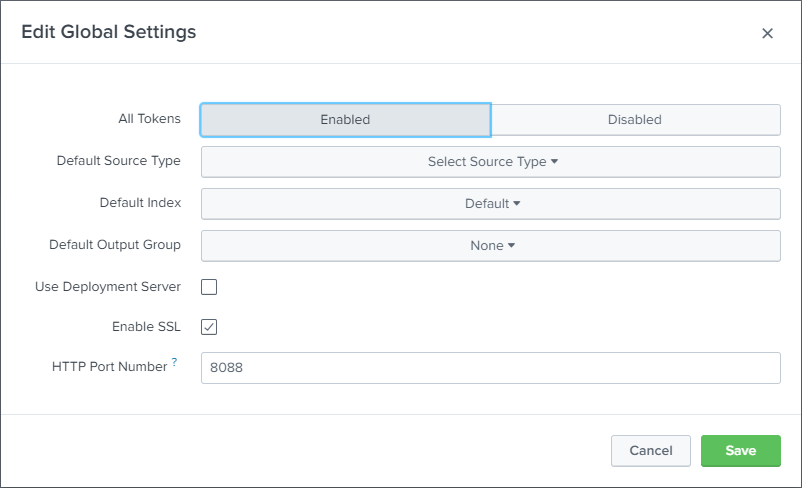 Edit Global Settings
All Tokens Enabled Disabled
Default Source Type Select Source Type
Default Index Default
Default Output Group None
Use Deployment Server
Enable SSL
HTTP Port Number ? 8088
Cancel Save